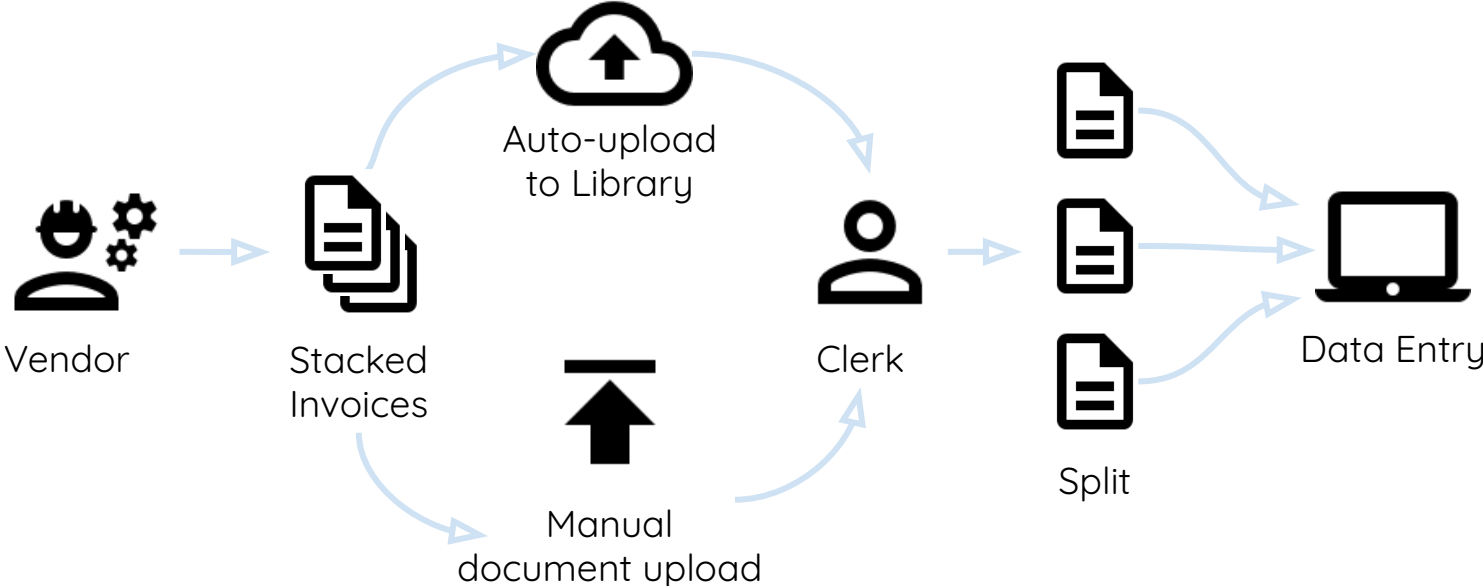 Auto-upload
to Library
Vendor
Stacked
Invoices
Clerk
Data Entry
Split
Manual
document upload